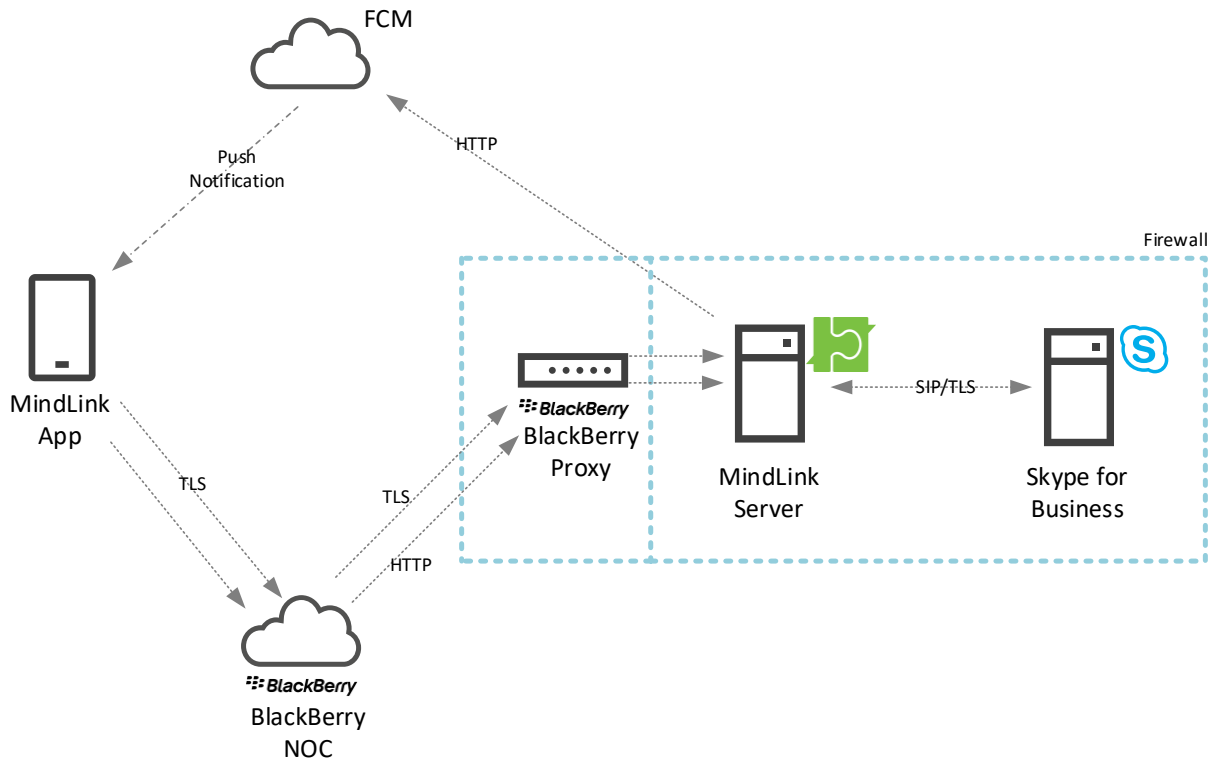 FCM
HTTP
Push
Notification
Firewall
MindLink
App
BlackBerry
BlackBerry
Proxy
SIP/TLS
S
MindLink
Server
Skype for
Business
TLS
TLS
HTTP
BlackBerry
BlackBerry
NOC